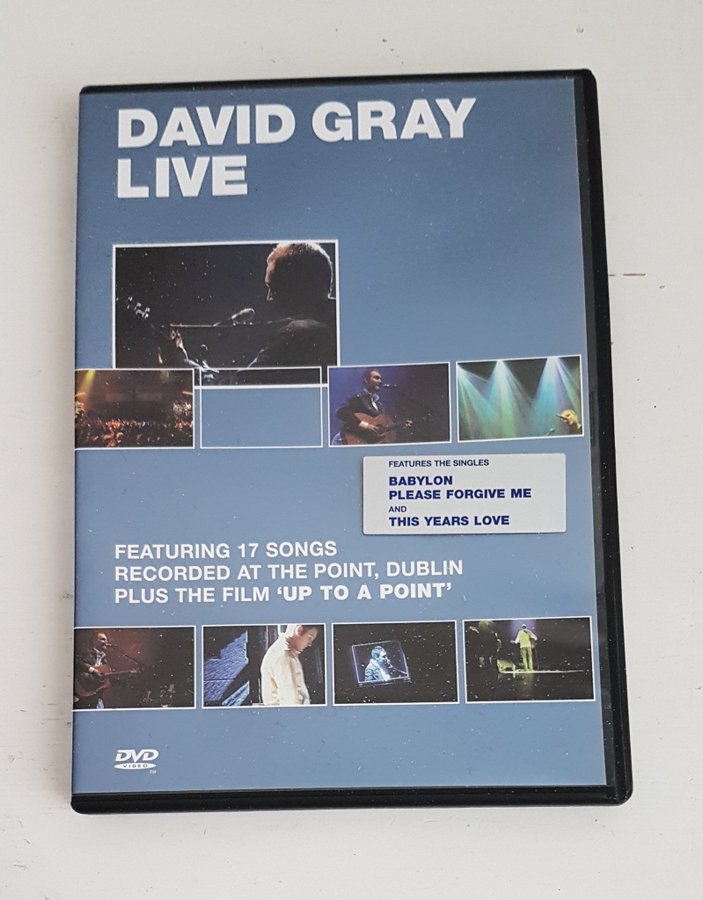 DAVID GRAY
LIVE
FEATURES THE SINGLES
BABYLON
PLEASE FORGIVE ME
AND
THIS YEARS LOVE
FEATURING 17 SONGS
RECORDED AT THE POINT, DUBLIN
PLUS THE FILM ‘UP TO A POINT’
DVD
VIDEO
TM